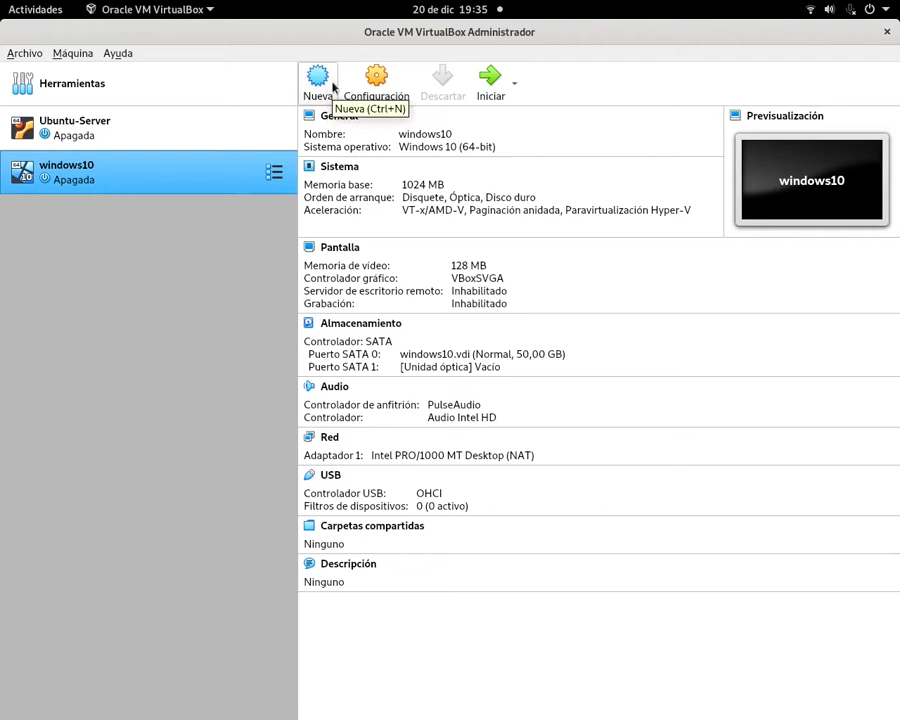 Actividades
Oracle VM VirtualBox
20 de dic 19:35
Oracle VM VirtualBox Administrador
Archivo Máquina Ayuda
Herramientas
Nueva
Configuración
Descartar
Iniciar
Nueva (Ctrl+N)
Ubuntu-Server
64
Apagada
windows10
64
10
Apagada
General
Nombre: windows10
Sistema operativo: Windows 10 (64-bit)
Sistema
Memoria base: 1024 MB
Orden de arranque: Disquete, Óptica, Disco duro
Aceleración: VT-x/AMD-V, Paginación anidada, Paravirtualización Hyper-V
Previsualización
windows10
Pantalla
Memoria de vídeo: 128 MB
Controlador gráfico: VBoxSVGA
Servidor de escritorio remoto: Inhabilitado
Grabación: Inhabilitado
Almacenamiento
Controlador: SATA
Puerto SATA 0: windows10.vdi (Normal, 50,00 GB)
Puerto SATA 1: [Unidad óptica] Vacío
Audio
Controlador de anfitrión: PulseAudio
Controlador: Audio Intel HD
Red
Adaptador 1: Intel PRO/1000 MT Desktop (NAT)
USB
Controlador USB: OHCI
Filtros de dispositivos: 0 (0 activo)
Carpetas compartidas
Ninguno
Descripción
Ninguno